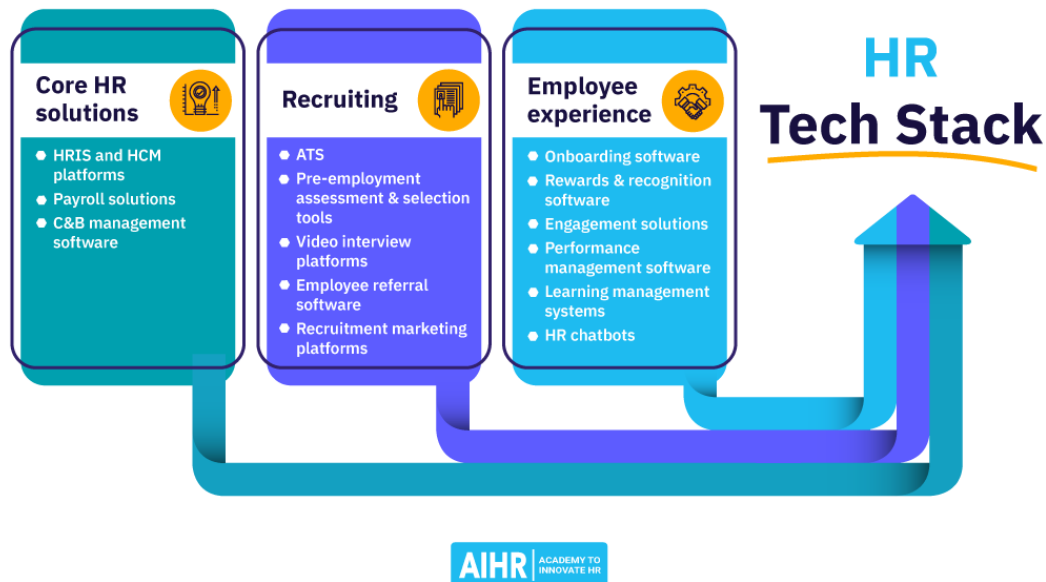 Core HR
solutions
HRIS and HCM
platforms
Payroll solutions
C&B management
software
Recruiting
ATS
Pre-employment
assessment & selection
tools
Video interview
platforms
Employee referral
software
Recruitment marketing
platforms
Employee
experience
Onboarding software
Rewards & recognition
software
Engagement solutions
Performance
management software
Learning management
systems
HR chatbots
HR
Tech Stack
AIHR
ACADEMY TO
INNOVATE HR